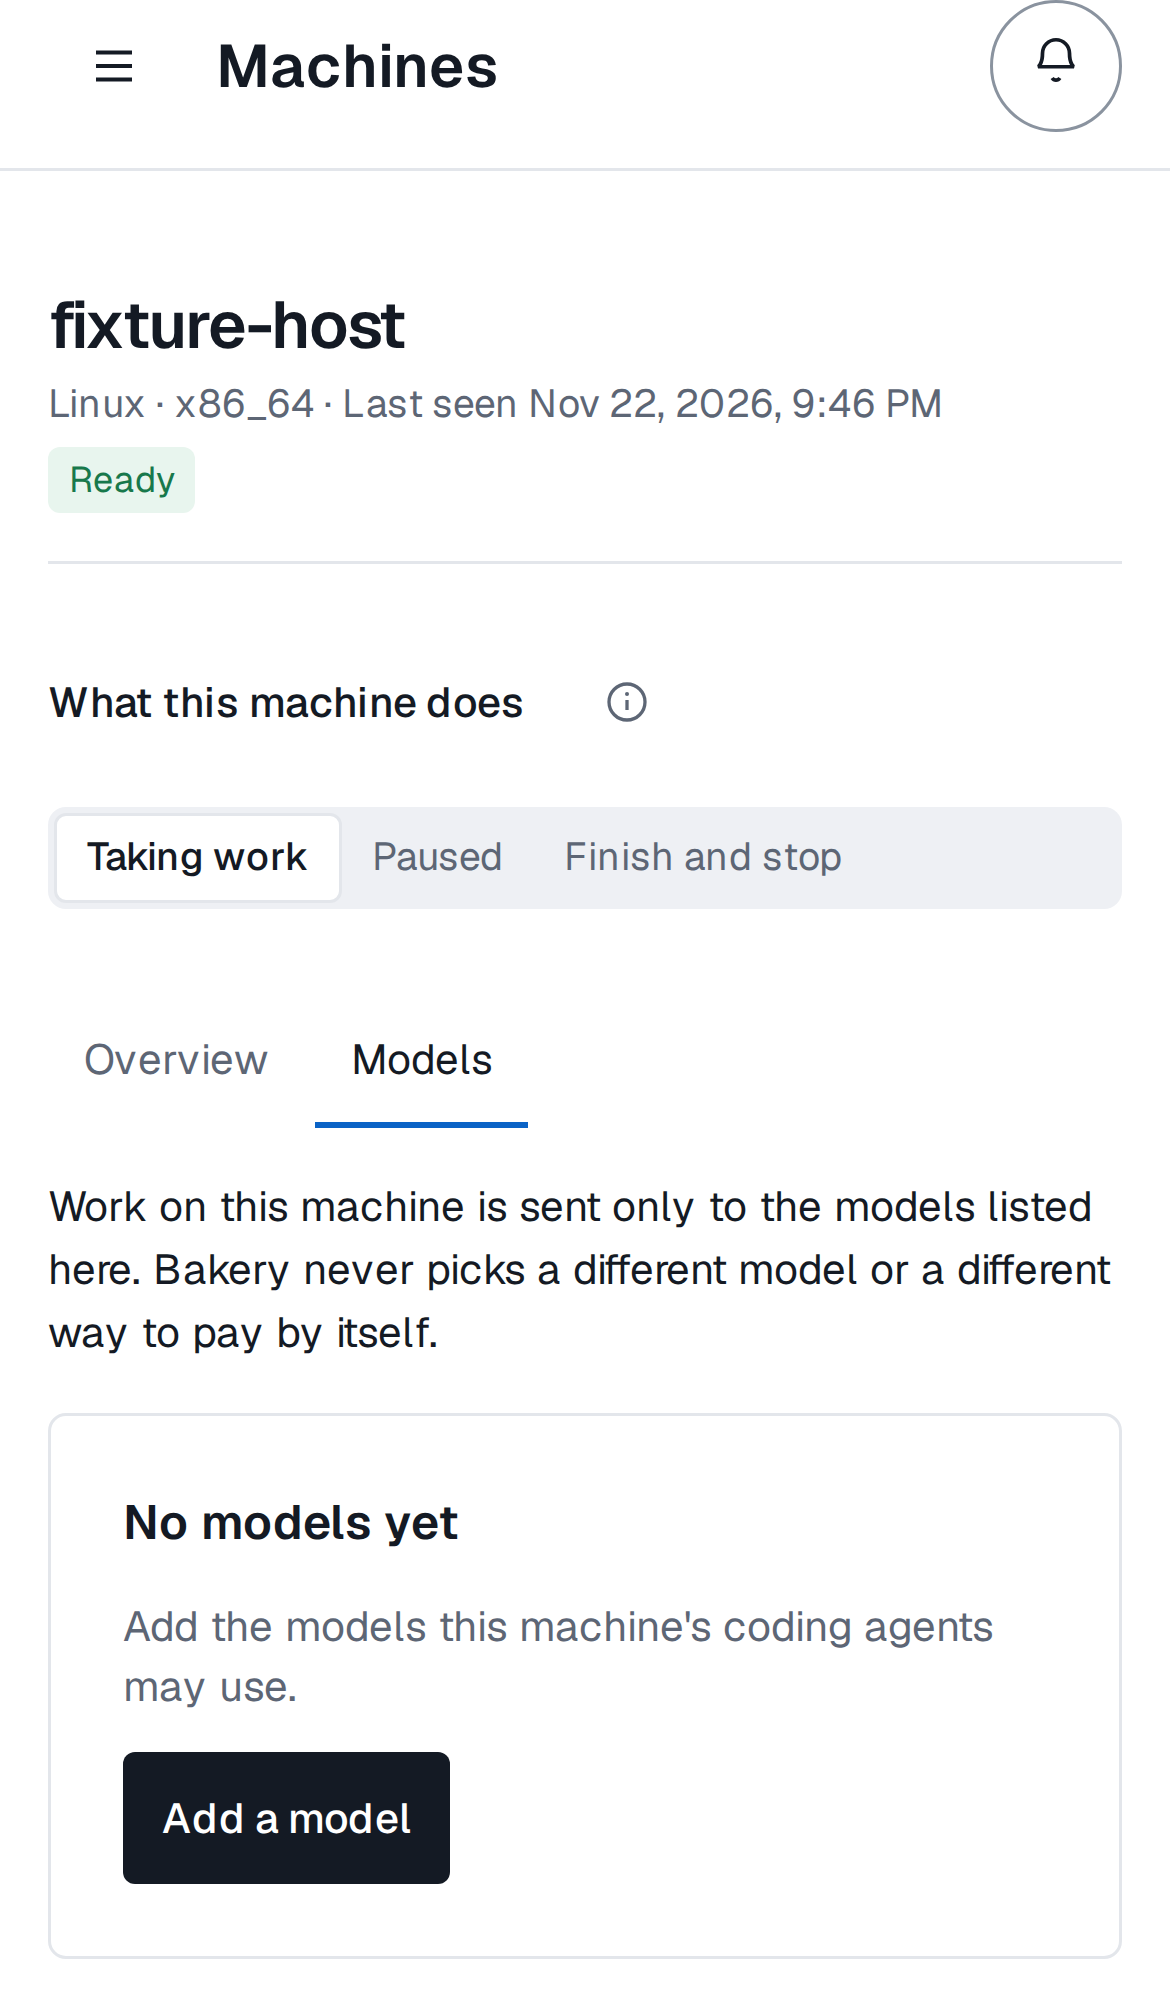 Machines
fixture-host
Linux · x86_64 · Last seen Nov 22, 2026, 9:46 PM
Ready
What this machine does
Taking work Paused Finish and stop
Overview Models
Work on this machine is sent only to the models listed
here. Bakery never picks a different model or a different
way to pay by itself.
No models yet
Add the models this machine's coding agents
may use.
Add a model